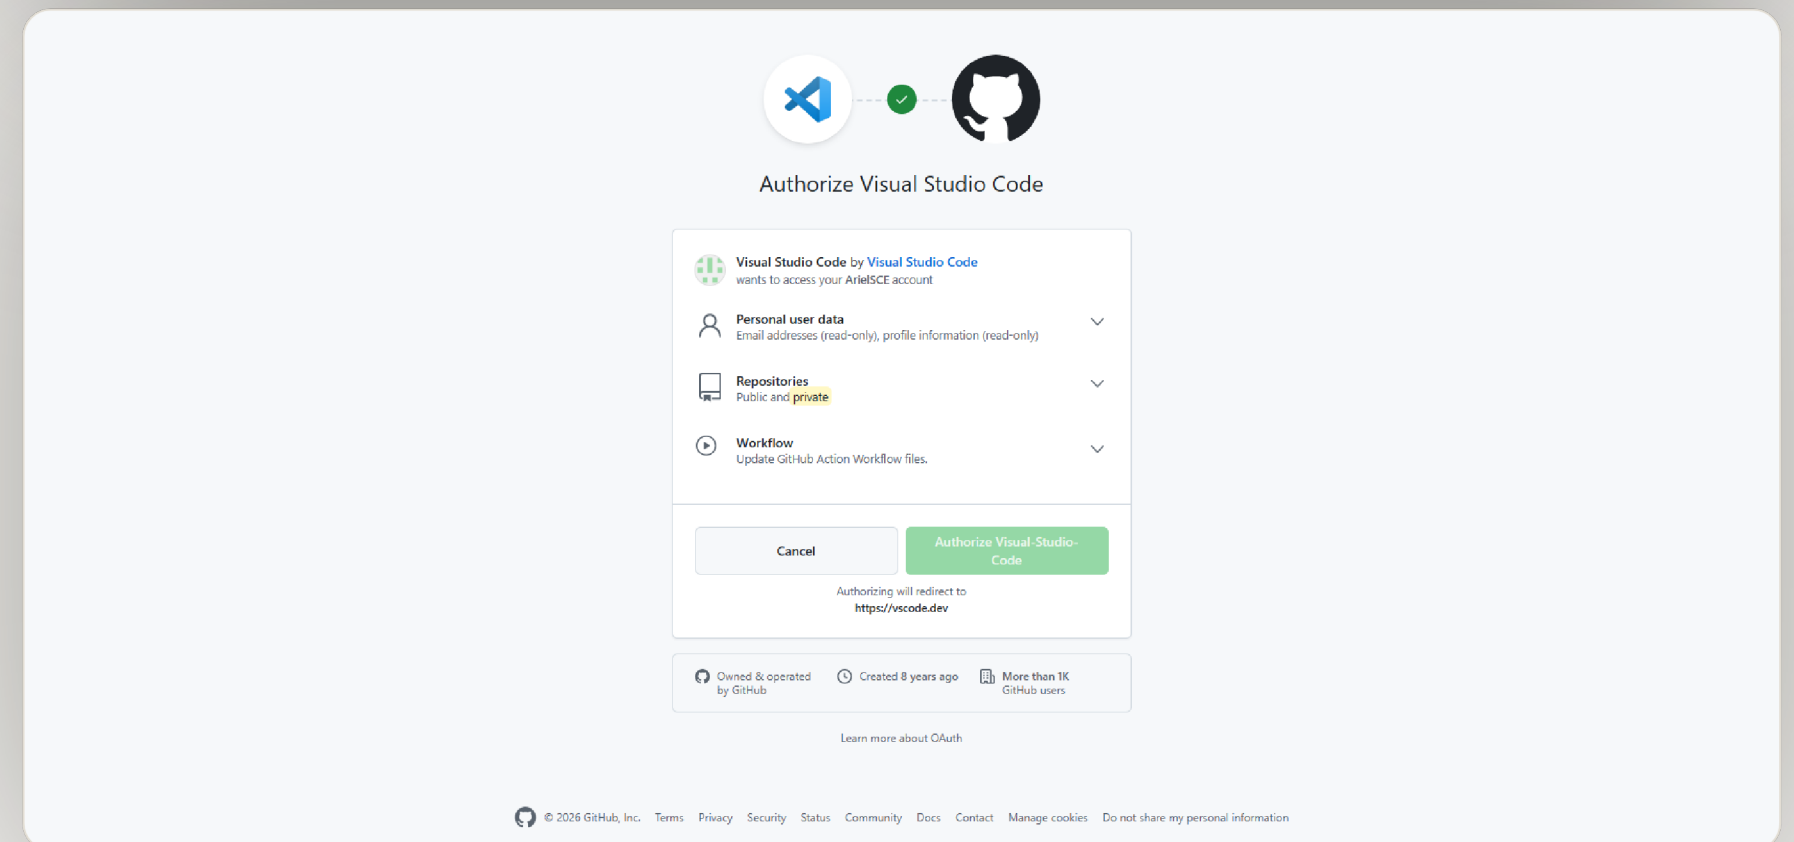 Authorize Visual Studio Code
Visual Studio Code by Visual Studio Code
wants to access your ArielSCE account
Personal user data
Email addresses (read-only), profile information (read-only)
Repositories
Public and private
Workflow
Update GitHub Action Workflow files.
Cancel
Authorize Visual-Studio-
Code
Authorizing will redirect to
https://vscode.dev
Owned & operated
by GitHub
Created 8 years ago
More than 1K
GitHub users
Learn more about OAuth
© 2026 GitHub, Inc. Terms Privacy Security Status Community Docs Contact Manage cookies Do not share my personal information